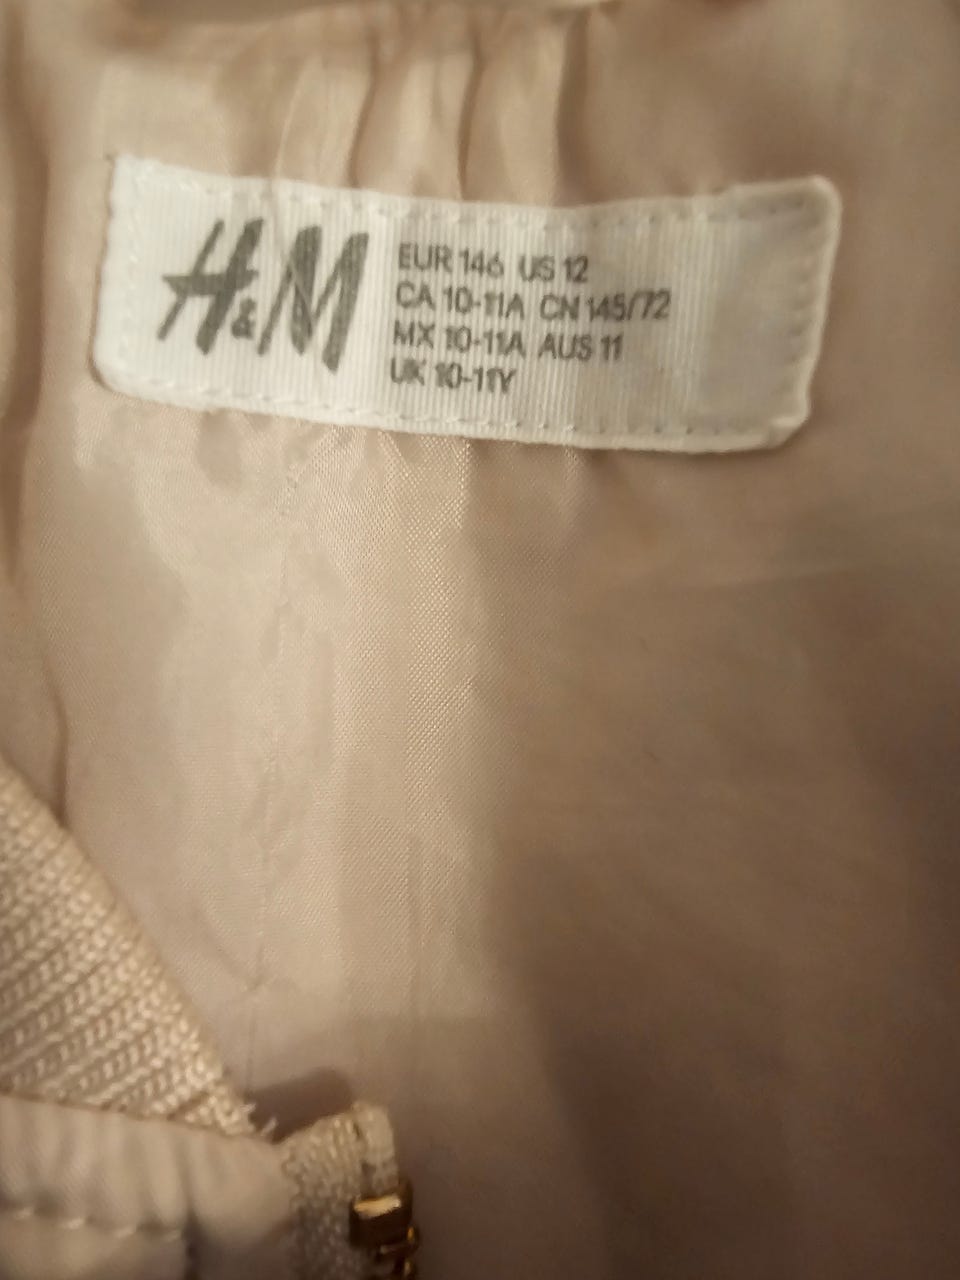 H&M
EUR 146 US 12
CA 10-11A CN 145/72
MX 10-11A AUS 11
UK 10-11Y